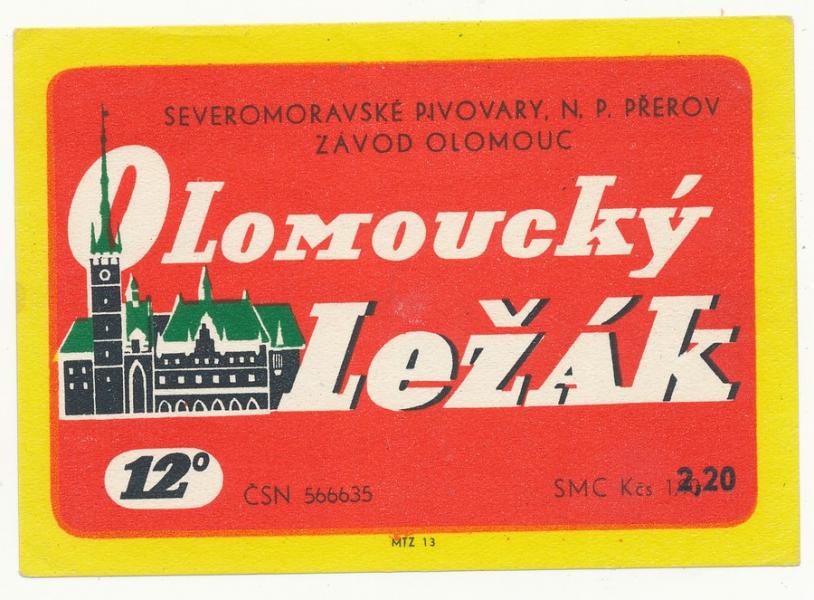 SEVEROMORAVSKÉ PIVOVARY, N. P. PŘEROV
ZÁVOD OLOMOUC
OLOMOUCKÝ
LEŽÁK
12°
ČSN 566635
SMC Kčs 2,20
MTZ 13